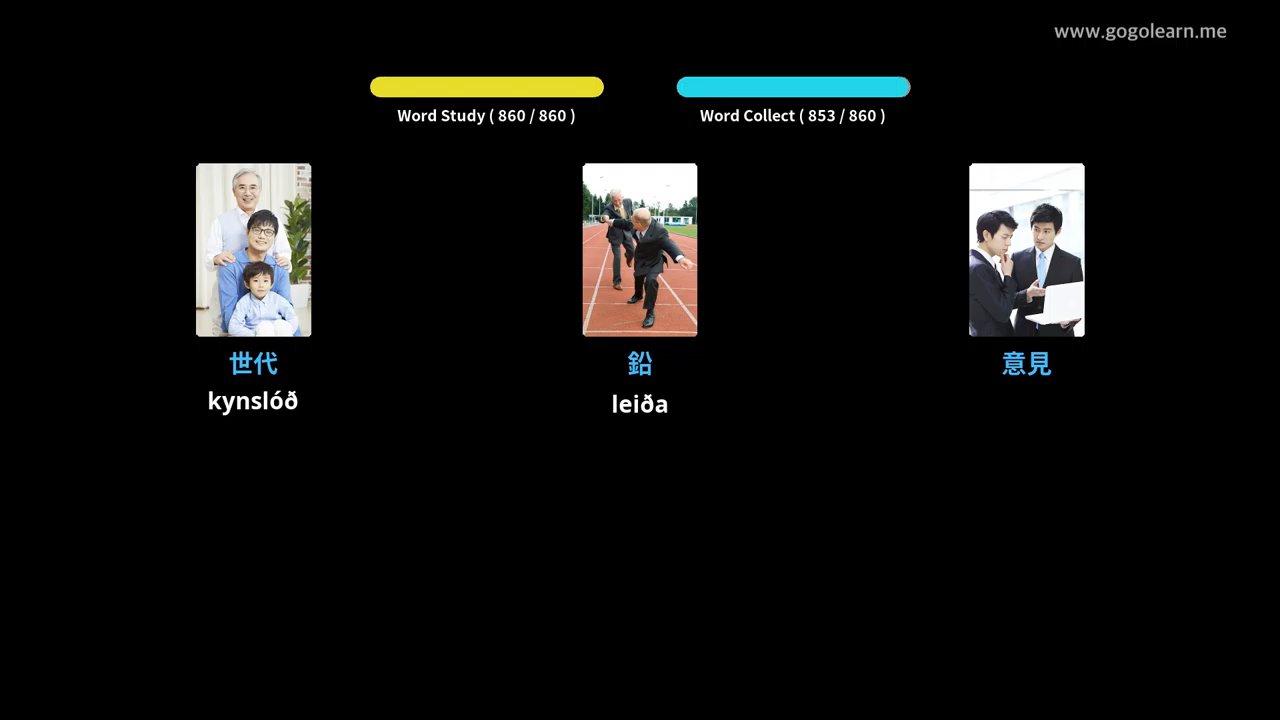 www.gogolearn.me
Word Study ( 860 / 860 )
Word Collect ( 853 / 860 )
世代
kynslóð
鉛
leiða
意見